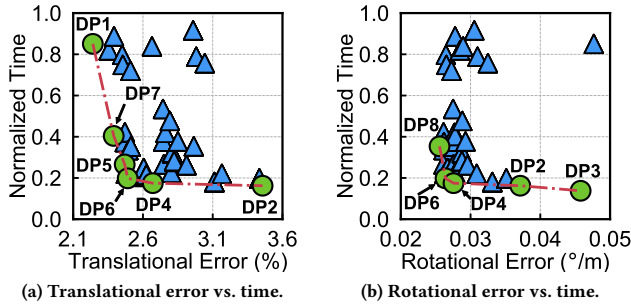 Normalized Time
1.0
0.8
0.6
0.4
0.2
0.0
DP1
DP7
DP5
DP6
DP4
DP2
2.1 2.6 3.1 3.6
Translational Error (%)
(a) Translational error vs. time.
Normalized Time
1.0
0.8
0.6
0.4
0.2
0.0
DP8
DP2
DP3
DP6
DP4
0.02 0.03 0.04 0.05
Rotational Error (°/m)
(b) Rotational error vs. time.